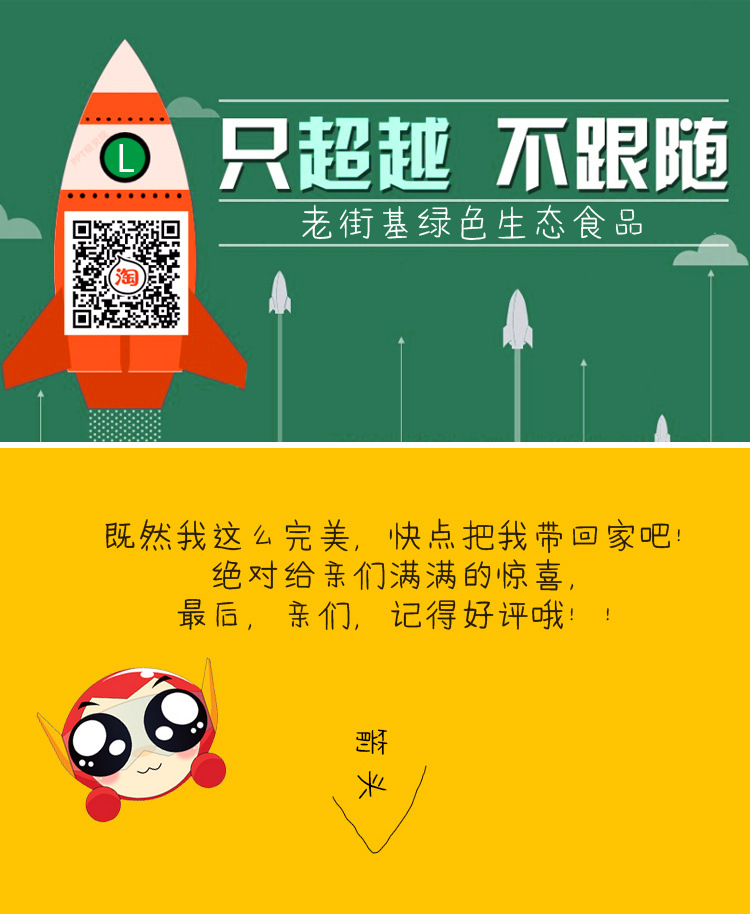 L
只超越 不跟随
老街基绿色生态食品
淘
既然我这么完美，快点把我带回家吧！
绝对给亲们满满的惊喜，
最后，亲们，记得好评哦！！
箭头